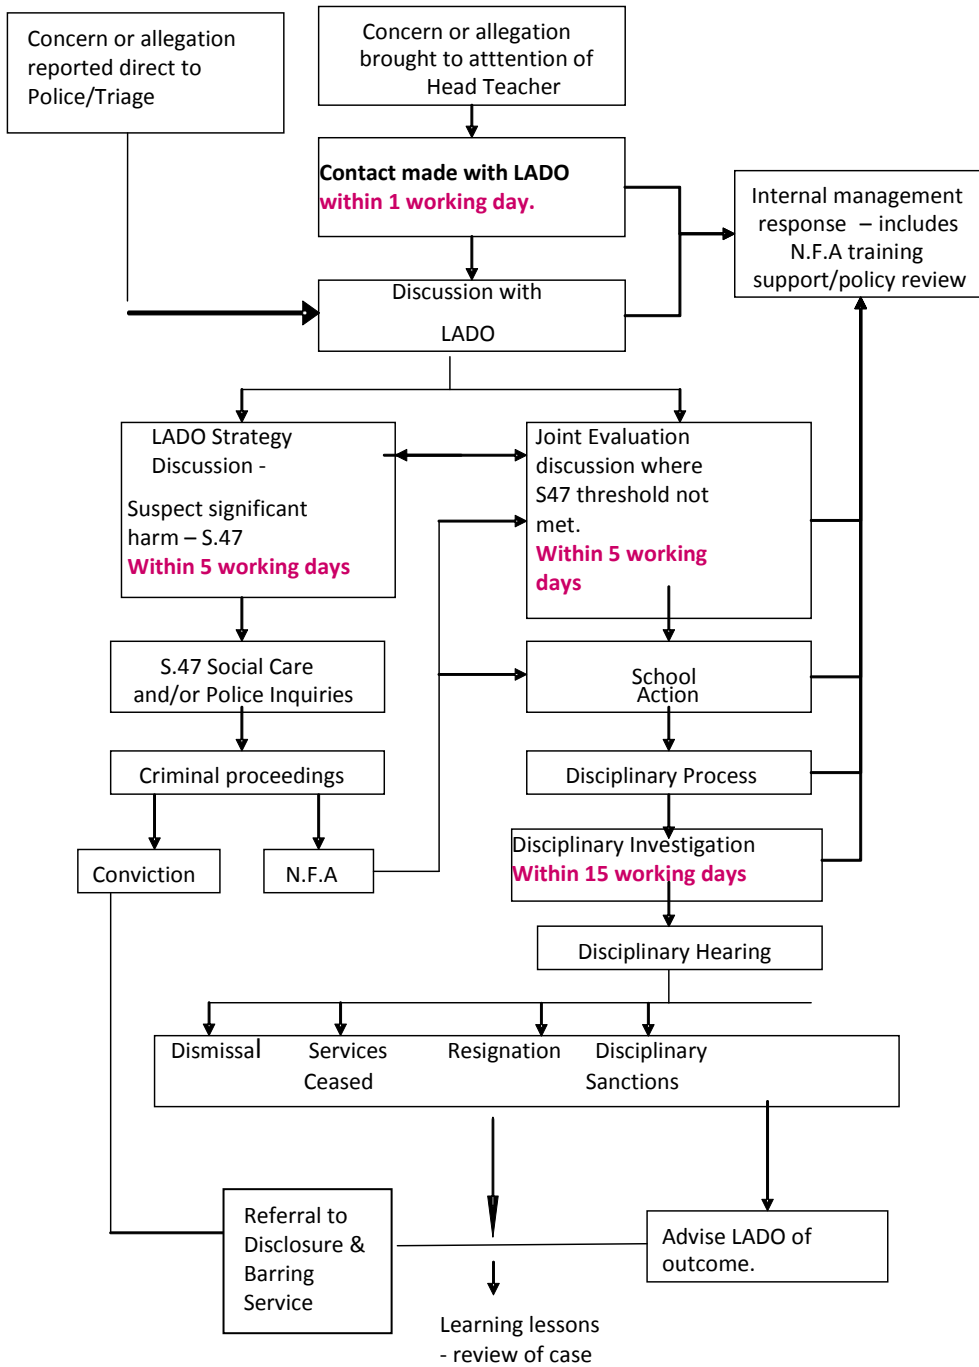 Concern or allegation
reported direct to
Police/Triage
Concern or allegation
brought to atttention of
Head Teacher
Contact made with LADO
within 1 working day.
Internal management
response – includes
N.F.A training
support/policy review
Discussion with
LADO
LADO Strategy
Discussion -
Suspect significant
harm – S.47
Within 5 working days
Joint Evaluation
discussion where
S47 threshold not
met.
Within 5 working
days
S.47 Social Care
and/or Police Inquiries
School
Action
Criminal proceedings
Disciplinary Process
Conviction
N.F.A
Disciplinary Investigation
Within 15 working days
Disciplinary Hearing
Dismissal Services Resignation Disciplinary
Ceased Sanctions
Referral to
Disclosure &
Barring
Service
Advise LADO of
outcome.
Learning lessons
- review of case